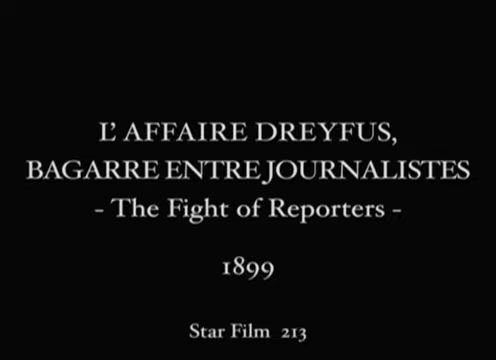 L' AFFAIRE DREYFUS,
BAGARRE ENTRE JOURNALISTES
- The Fight of Reporters -
1899
Star Film 213